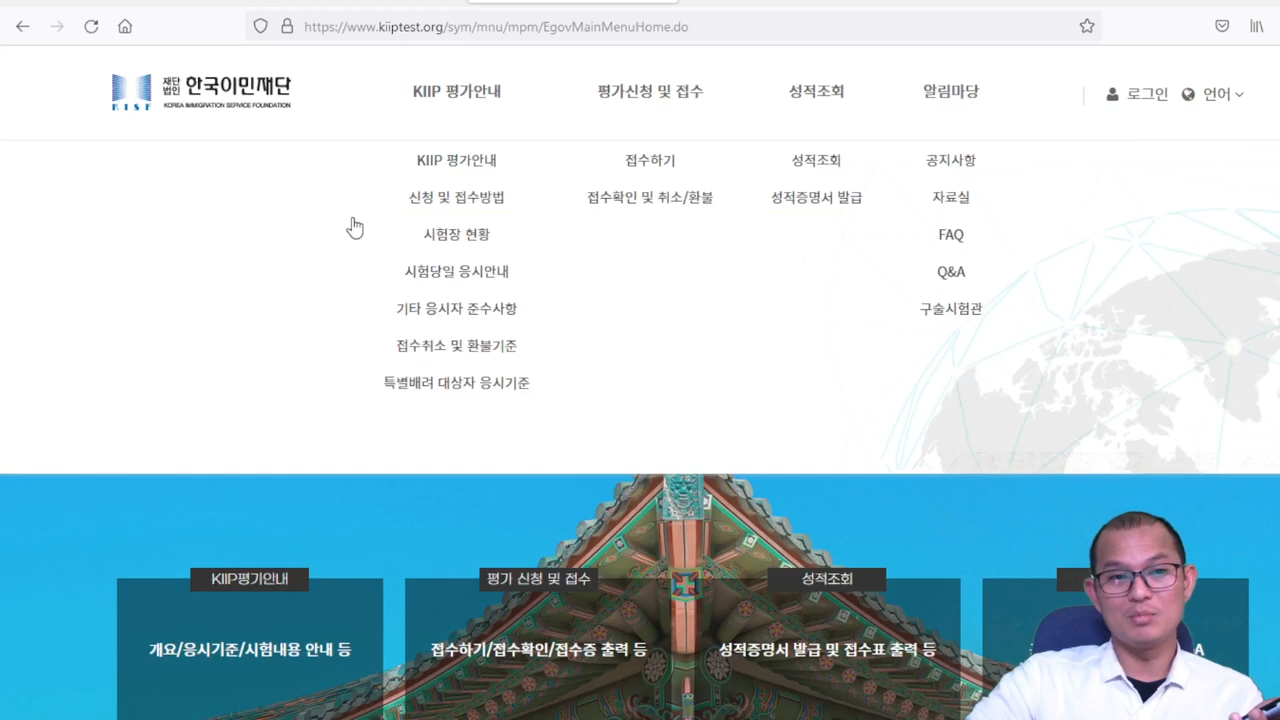 https://www.kiiptest.org/sym/mnu/mpm/EgovMainMenuHome.do
KISF 재단법인 한국이민재단
KOREA IMMIGRATION SERVICE FOUNDATION
KIIP 평가안내 평가신청 및 접수 성적조회 알림마당 로그인 언어
KIIP 평가안내 접수하기 성적조회 공지사항
신청 및 접수방법 접수확인 및 취소/환불 성적증명서 발급 자료실
시험장 현황 FAQ
시험당일 응시안내 Q&A
기타 응시자 준수사항 구술시험관
접수취소 및 환불기준
특별배려 대상자 응시기준
KIIP평가안내 평가 신청 및 접수 성적조회
개요/응시기준/시험내용 안내 등 접수하기/접수확인/접수증 출력 등 성적증명서 발급 및 접수표 출력 등